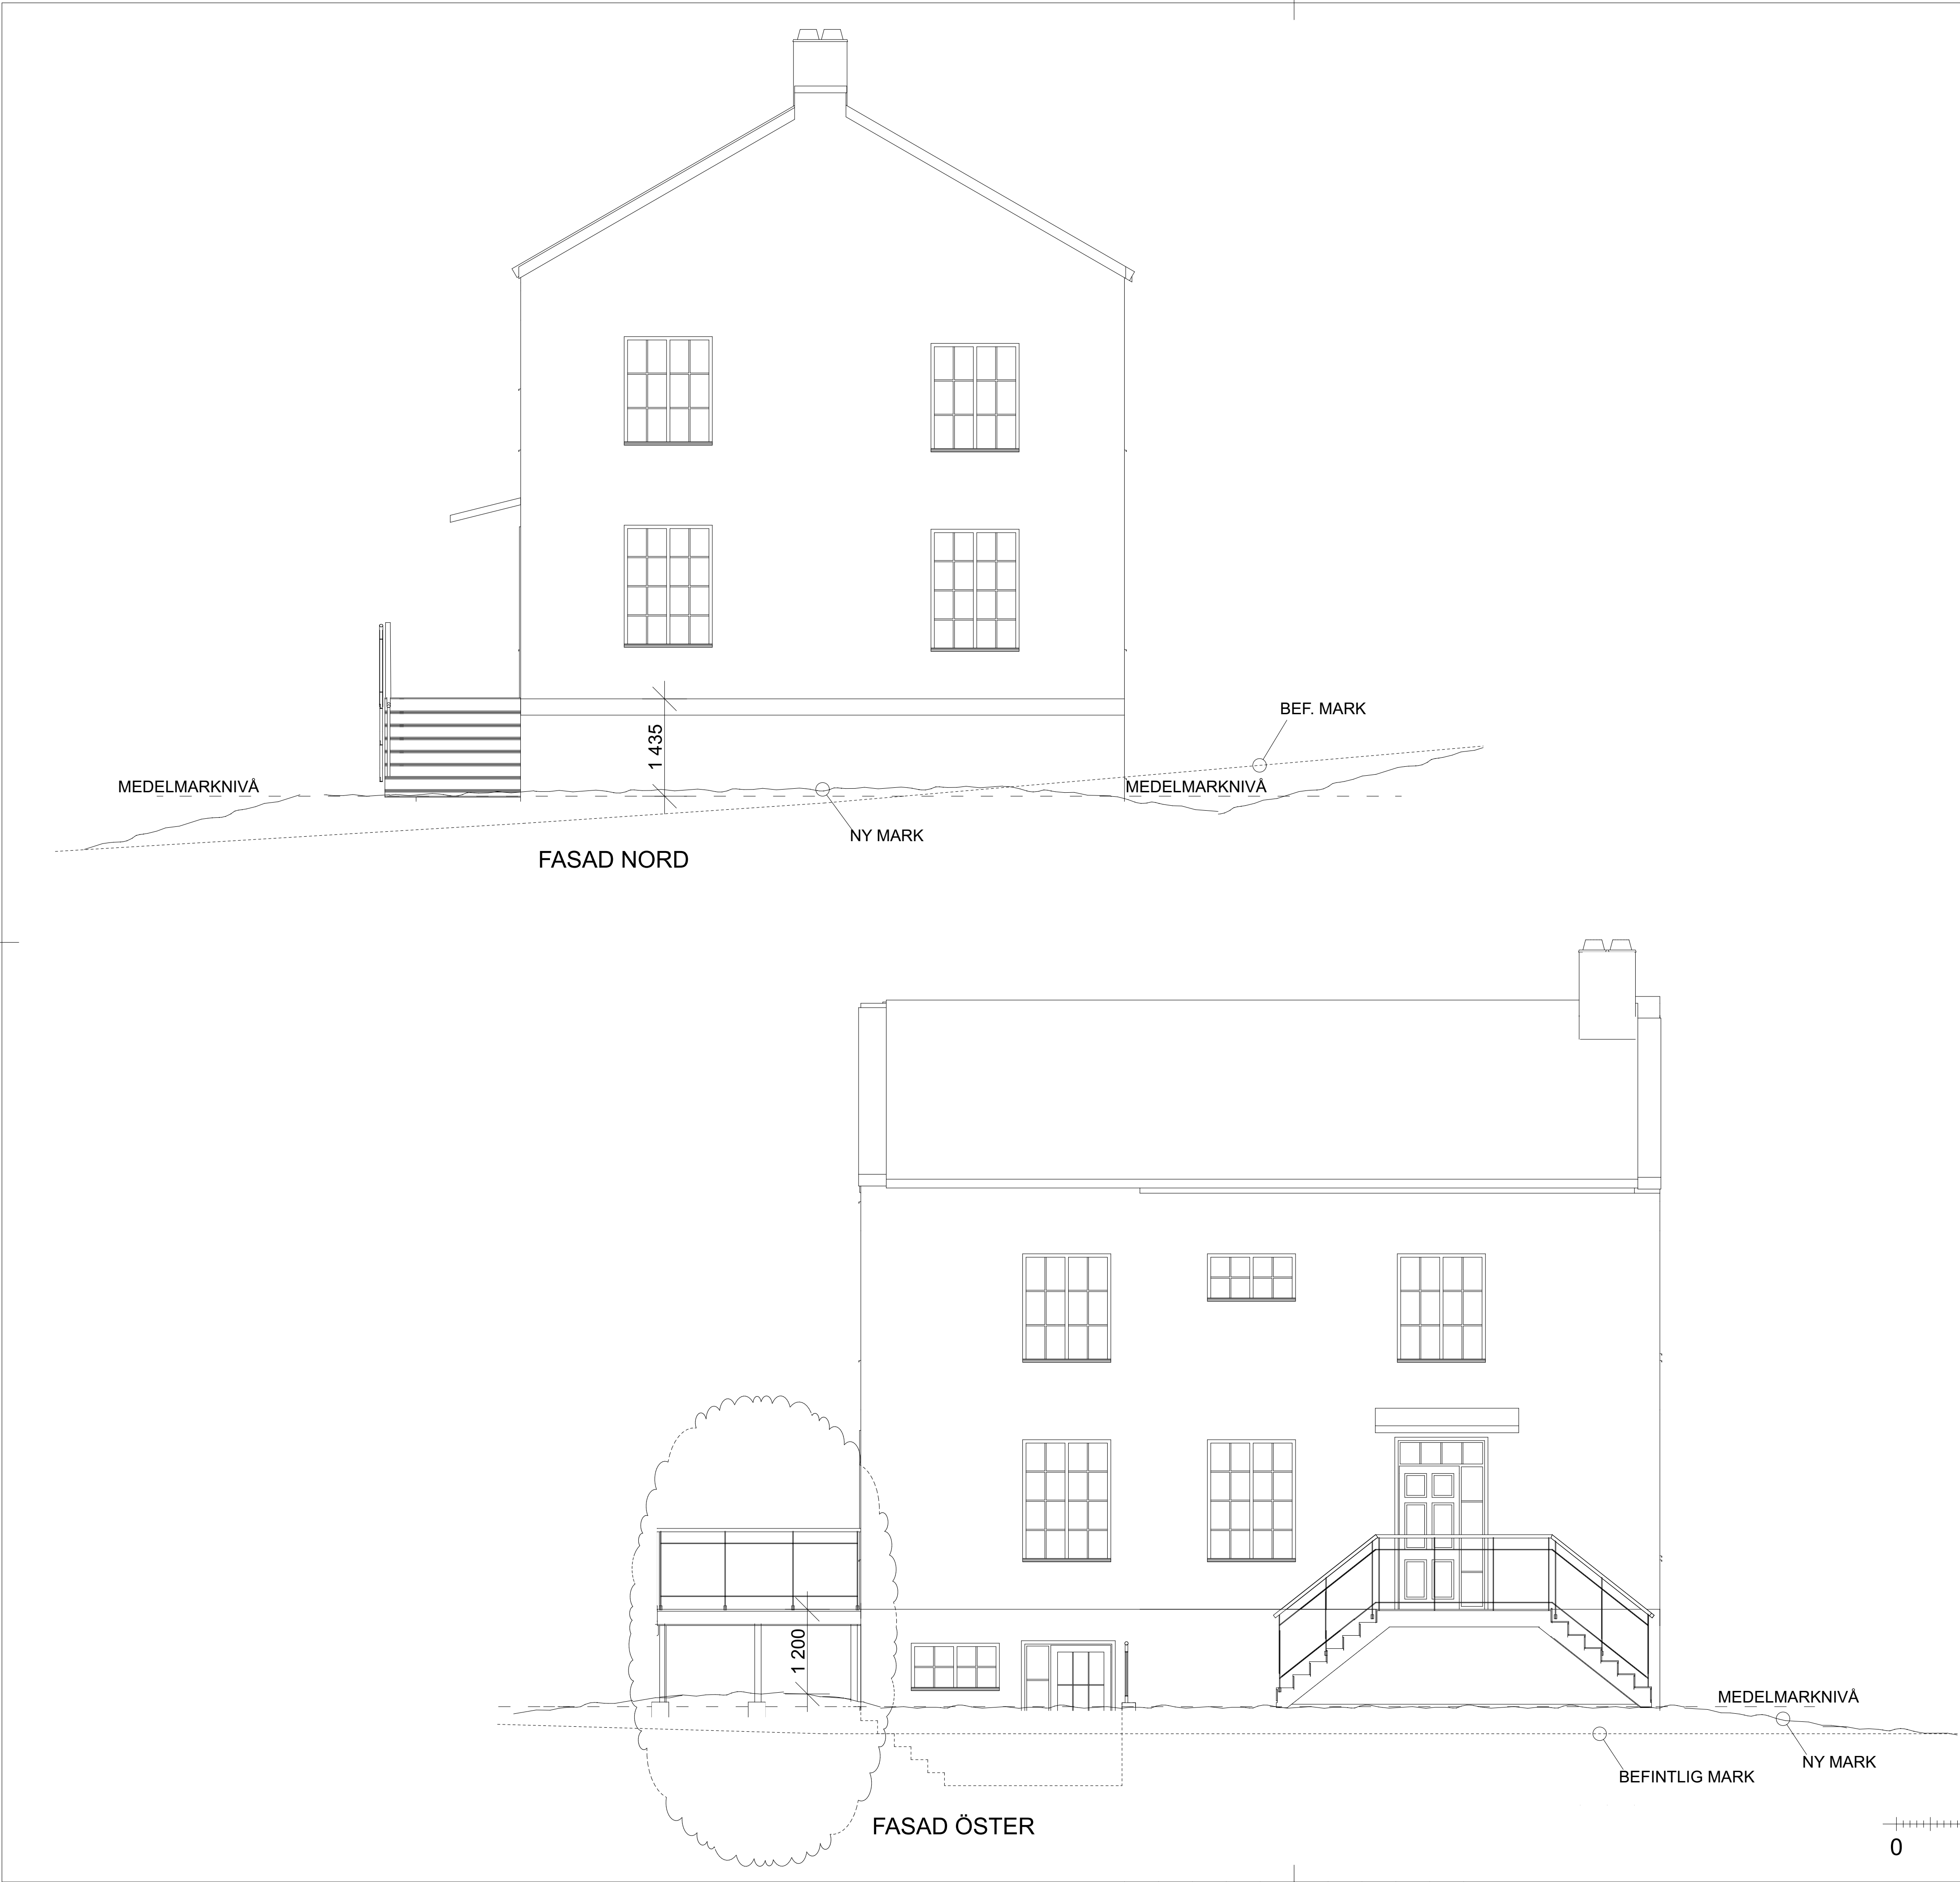 BEF. MARK
1 435
MEDELMARKNIVÅ
MEDELMARKNIVÅ
NY MARK
FASAD NORD
1 200
MEDELMARKNIVÅ
NY MARK
BEFINTLIG MARK
FASAD ÖSTER
0